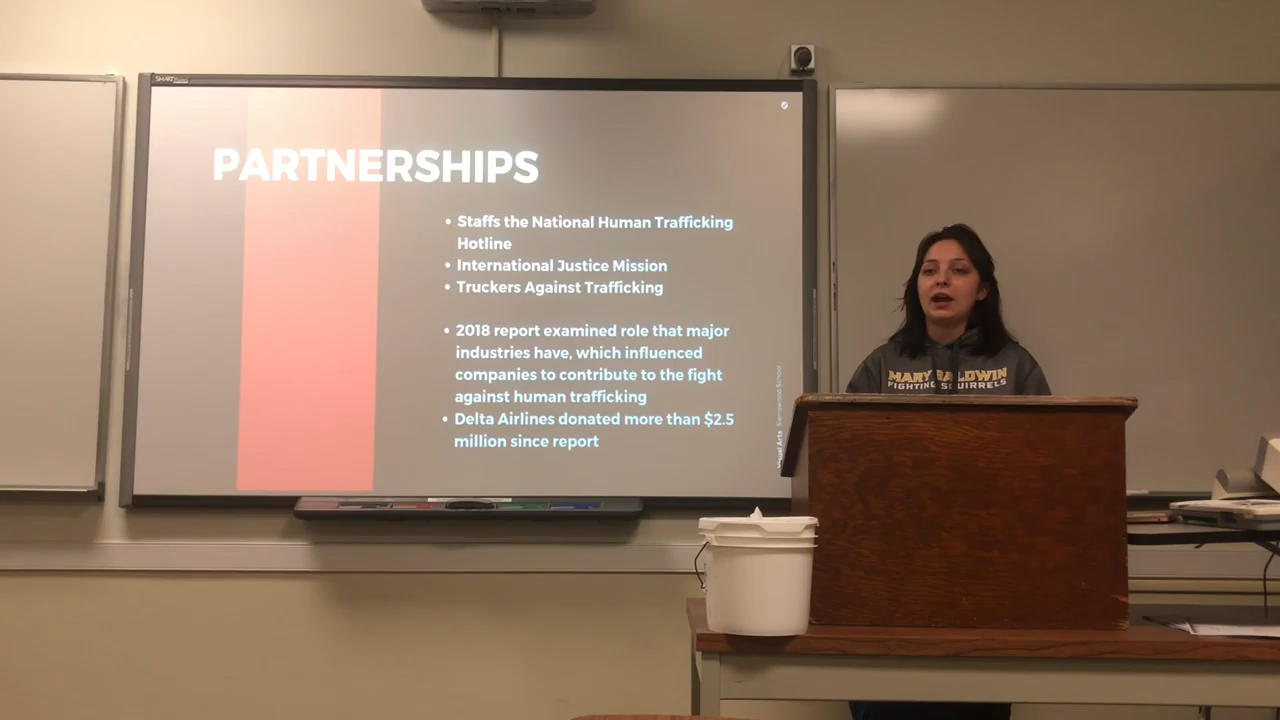 SMART
PARTNERSHIPS
• Staffs the National Human Trafficking
Hotline
• International Justice Mission
• Truckers Against Trafficking
• 2018 report examined role that major
industries have, which influenced
companies to contribute to the fight
against human trafficking
• Delta Airlines donated more than $2.5
million since report
School
MARY BALDWIN
FIGHTING SQUIRRELS